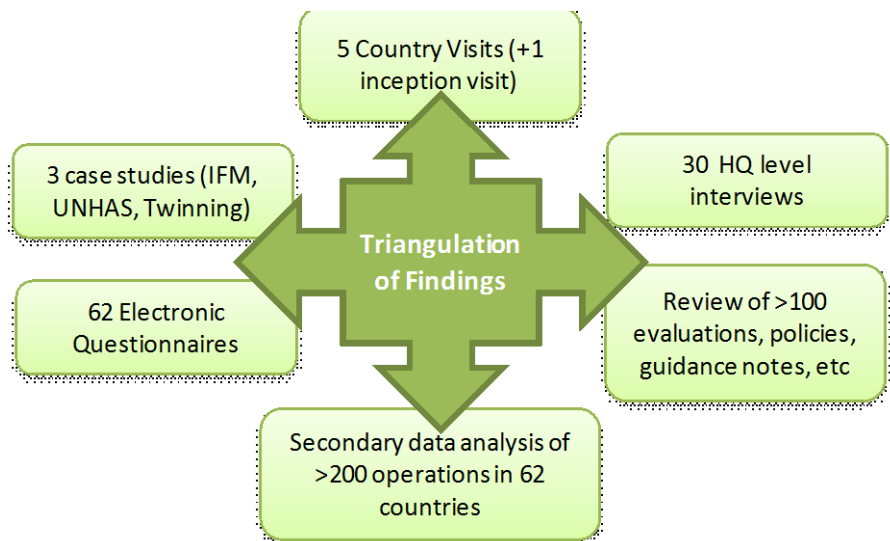 5 Country Visits (+1
inception visit)
3 case studies (IFM,
UNHAS, Twinning)
30 HQ level
interviews
Triangulation
of Findings
62 Electronic
Questionnaires
Review of >100
evaluations, policies,
guidance notes, etc
Secondary data analysis of
>200 operations in 62
countries